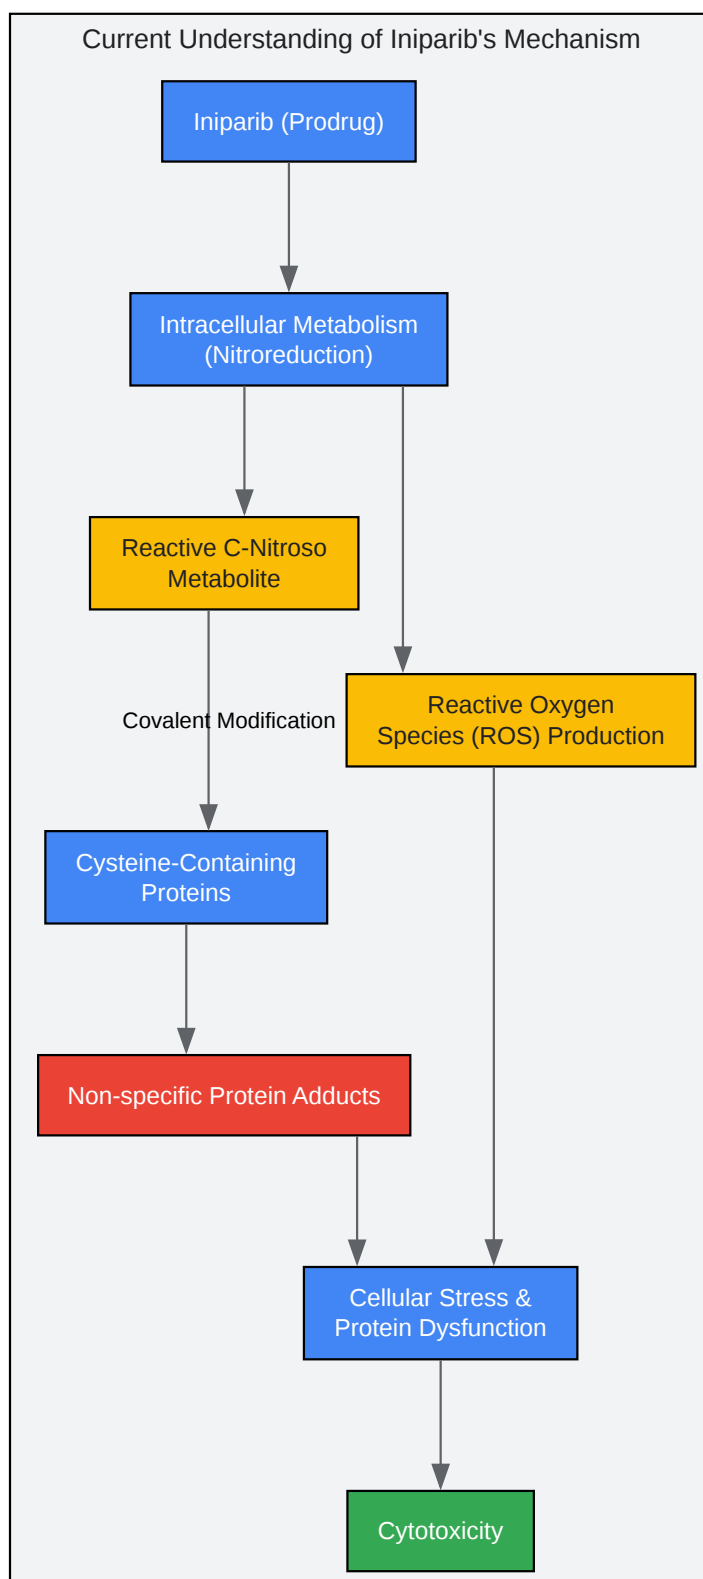 Current Understanding of Iniparib's Mechanism
Iniparib (Prodrug)
Intracellular Metabolism
(Nitroreduction)
Reactive C-Nitroso
Metabolite
Reactive Oxygen
Species (ROS) Production
Covalent Modification
Cysteine-Containing
Proteins
Non-specific Protein Adducts
Cellular Stress &
Protein Dysfunction
Cytotoxicity